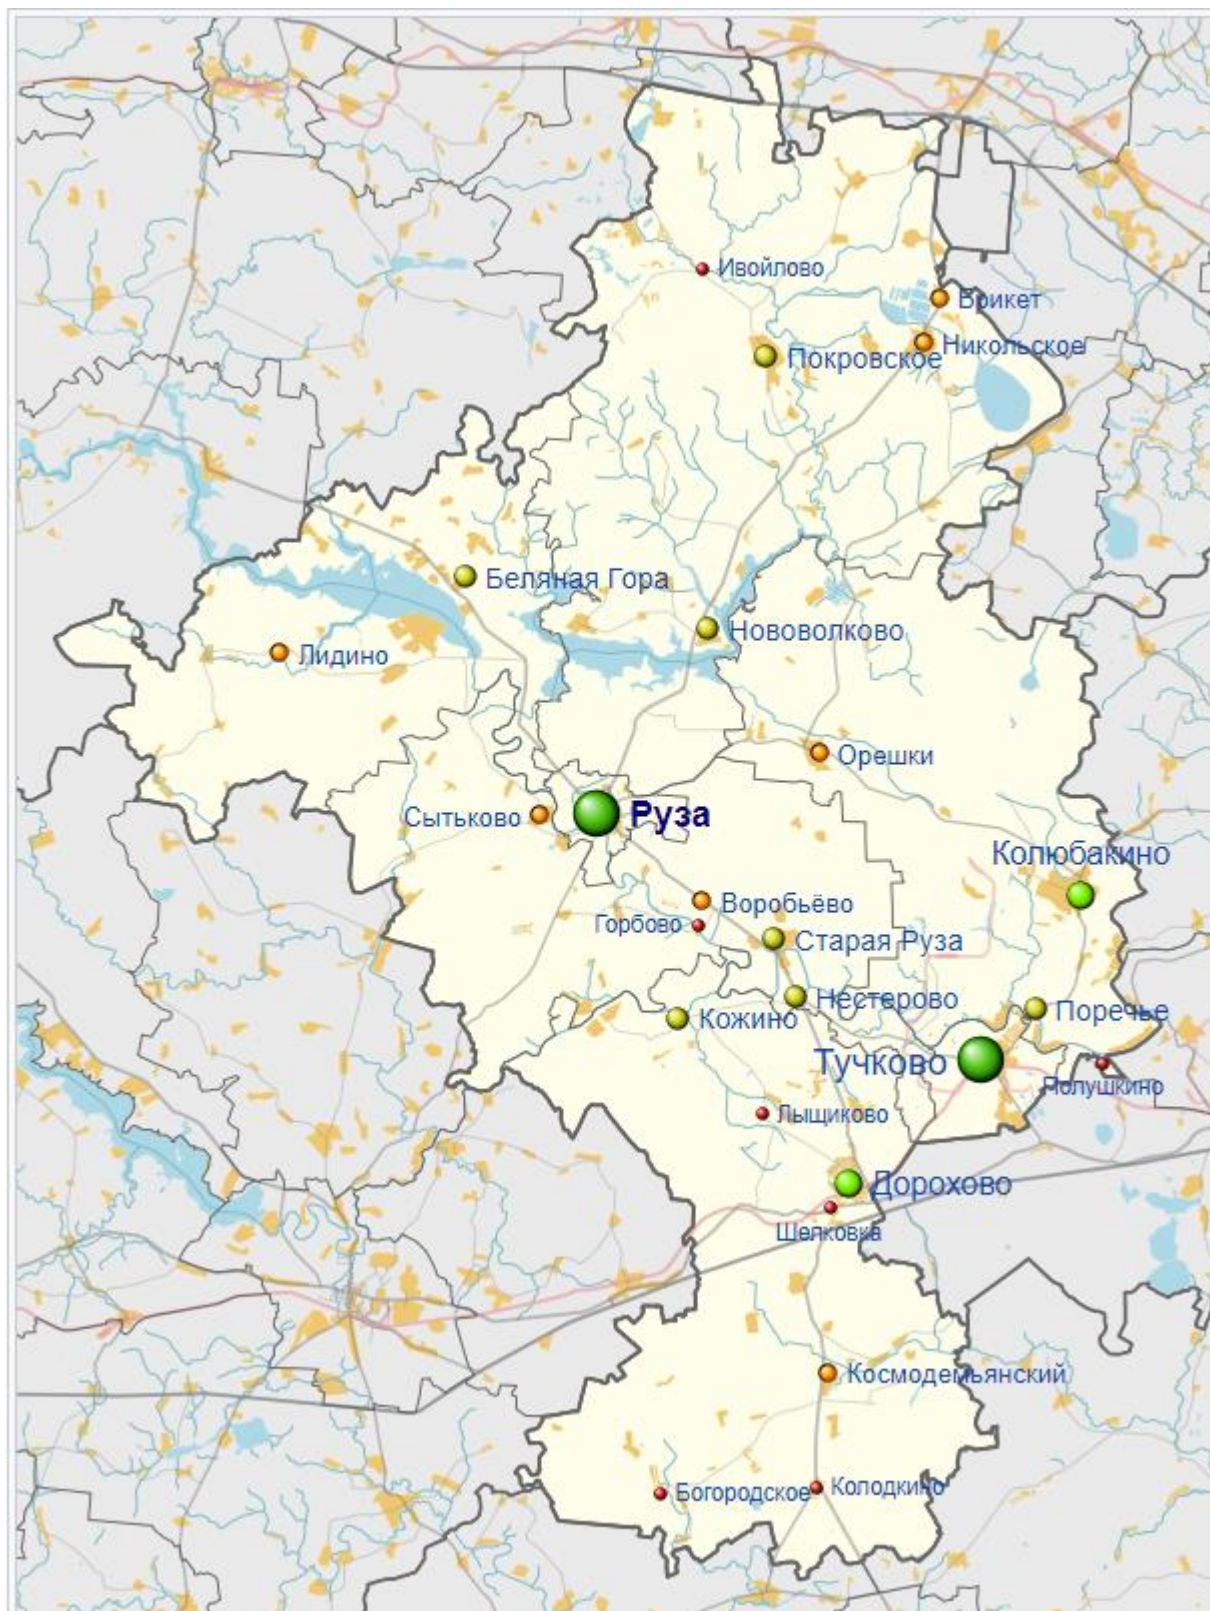 Ивойлово
Брикет
Никольское
Покровское
Беляная Гора
Нововолково
Лидино
Орешки
Сытьково
Руза
Колюбакино
Воробьёво
Горбово
Старая Руза
Нестерово
Поречье
Кожино
Тучково
Полушкино
Лыщиково
Дорохово
Шелковка
Космодемьянский
Богородское
Колодкино